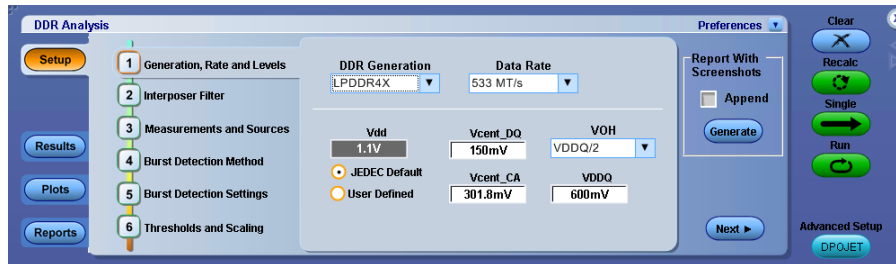 DDR Analysis
Preferences
Clear
Setup
1 Generation, Rate and Levels
2 Interposer Filter
3 Measurements and Sources
4 Burst Detection Method
5 Burst Detection Settings
6 Thresholds and Scaling
Results
Plots
Reports
DDR Generation
LPDDR4X
Data Rate
533 MT/s
Vdd
1.1V
JEDEC Default
User Defined
Vcent_DQ
150mV
Vcent_CA
301.8mV
VOH
VDDQ/2
VDDQ
600mV
Report With
Screenshots
Append
Generate
Next
Recalc
Single
Run
Advanced Setup
DPOJET